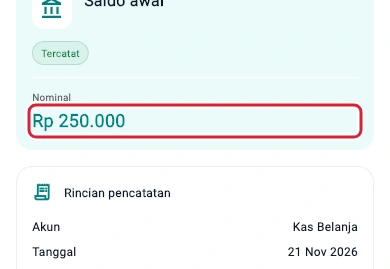 Saldo awal
Tercatat
Nominal
Rp 250.000
Rincian pencatatan
Akun Kas Belanja
Tanggal 21 Nov 2026